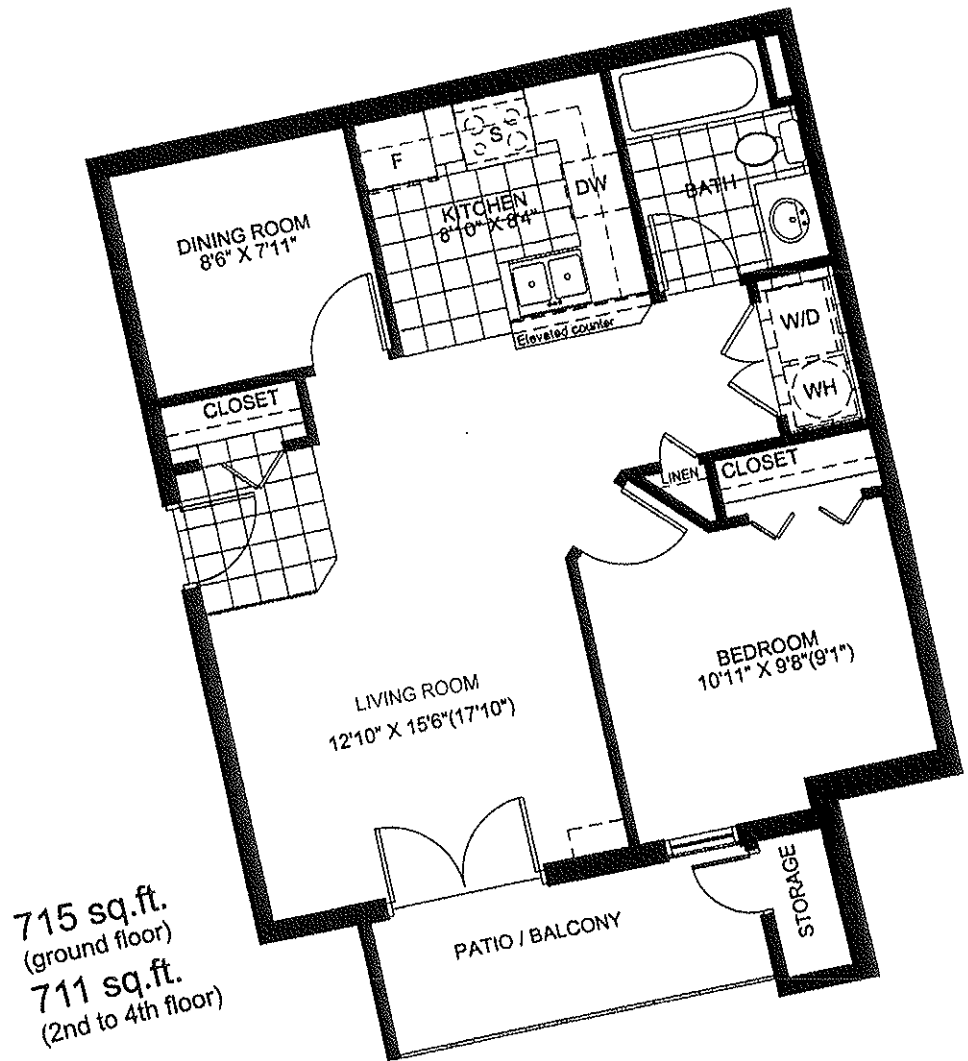 DINING ROOM
8'6" X 7'11"
F
S
KITCHEN
8'10" X 8'4"
DW
BATH
Elevated counter
W/D
WH
CLOSET
LINEN
CLOSET
BEDROOM
10'11" X 9'8"(9'1")
LIVING ROOM
12'10" X 15'6"(17'10")
STORAGE
PATIO / BALCONY
715 sq.ft.
(ground floor)
711 sq.ft.
(2nd to 4th floor)